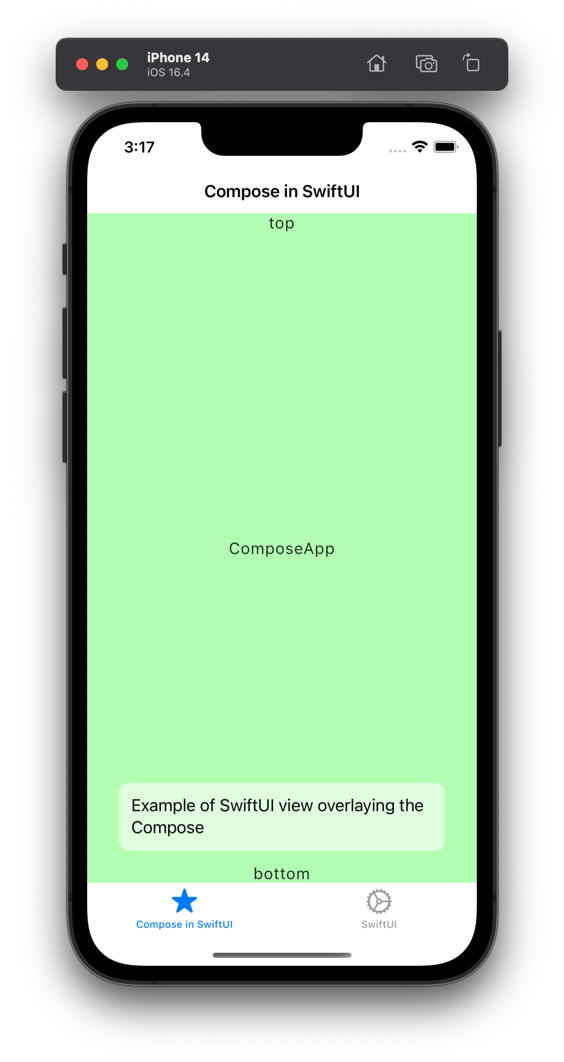 iPhone 14
iOS 16.4
3:17
Compose in SwiftUI
top
ComposeApp
Example of SwiftUI view overlaying the
Compose
bottom
Compose in SwiftUI
SwiftUI